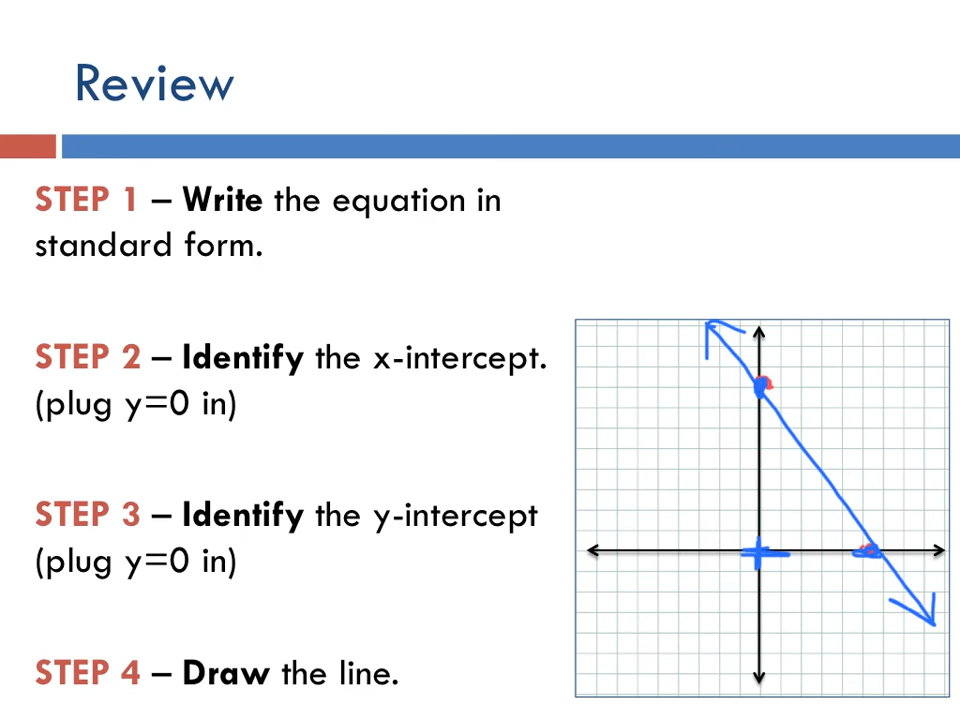 Review
STEP 1 – Write the equation in
standard form.
STEP 2 – Identify the x-intercept.
(plug y=0 in)
STEP 3 – Identify the y-intercept
(plug y=0 in)
STEP 4 – Draw the line.